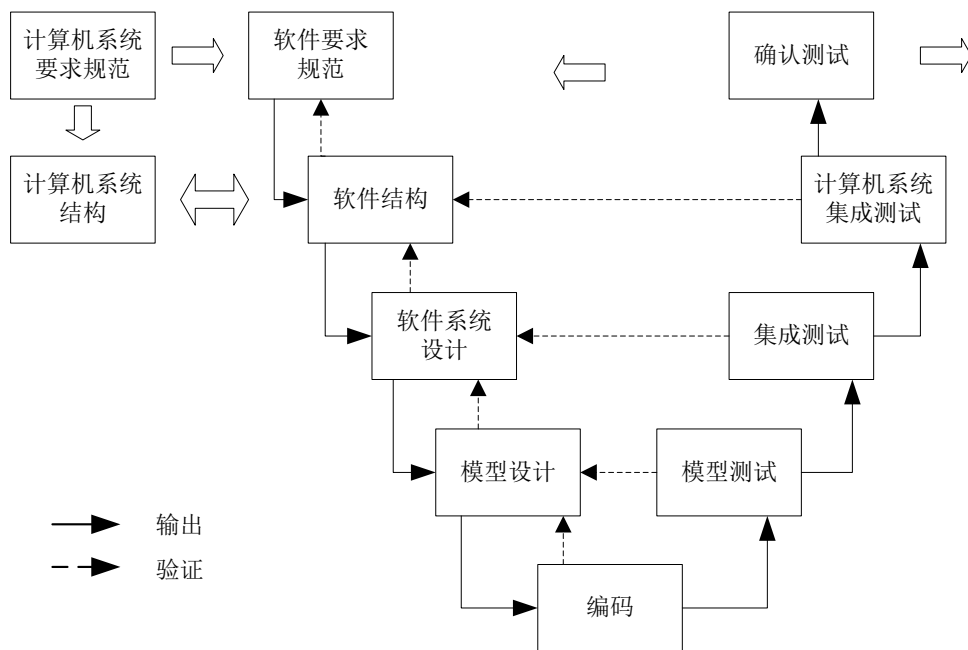 计算机系统
要求规范
软件要求
规范
确认测试
计算机系统
结构
软件结构
计算机系统
集成测试
软件系统
设计
集成测试
模型设计
模型测试
输出
验证
编码